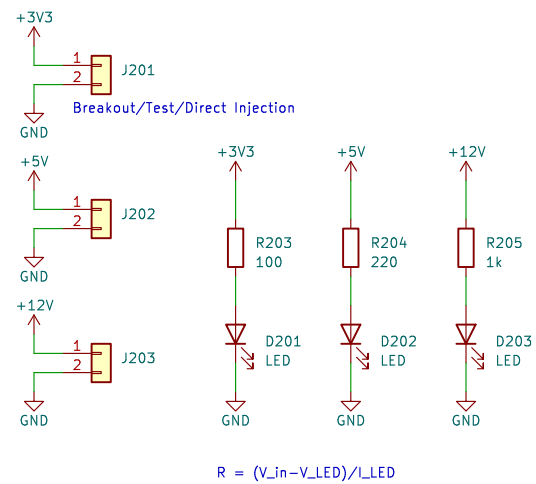 +3V3
1
2
J201
GND
Breakout/Test/Direct Injection
+5V
1
2
J202
GND
+12V
1
2
J203
GND
+3V3
R203
100
D201
LED
GND
+5V
R204
220
D202
LED
GND
+12V
R205
1k
D203
LED
GND
R = (V_in-V_LED)/I_LED